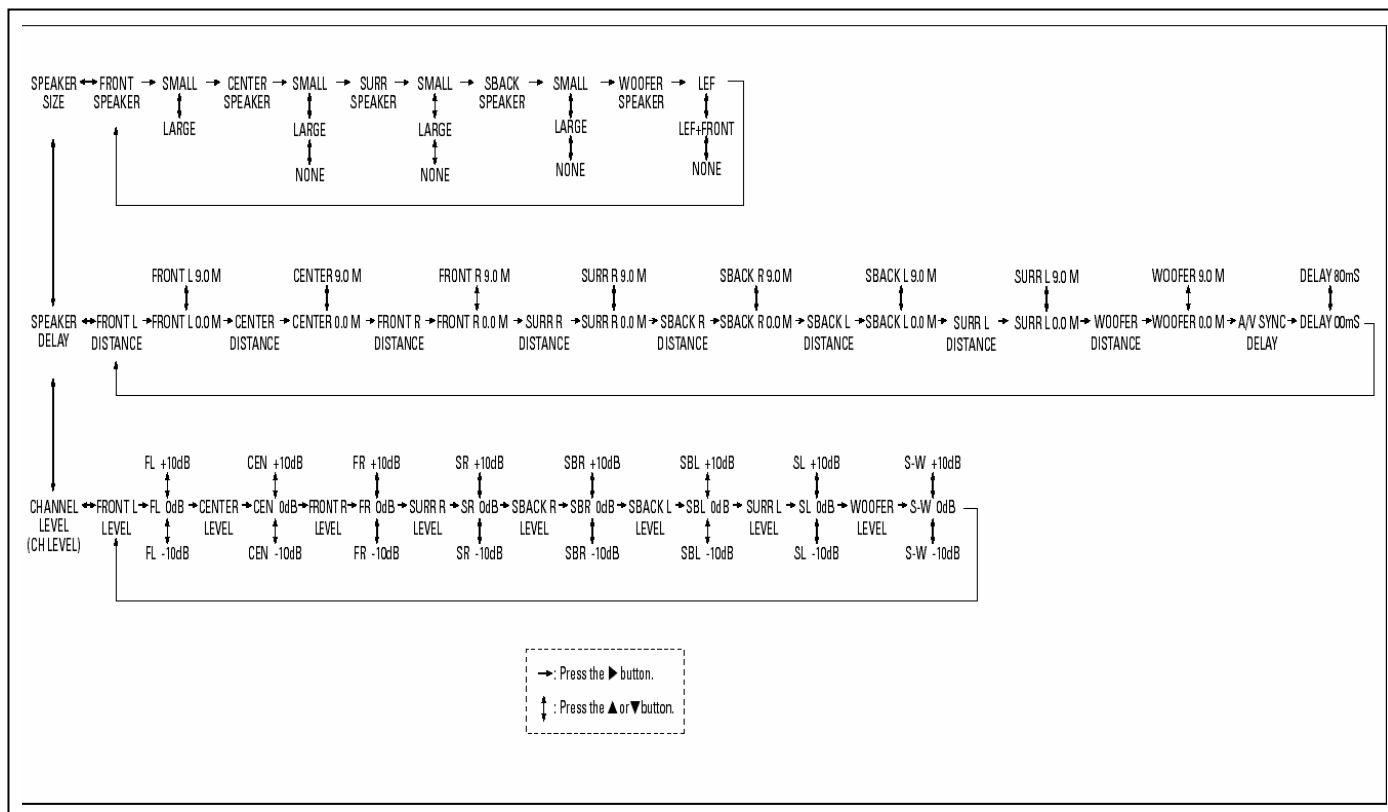 SPEAKER FRONT SMALL CENTER SMALL SURR SMALL SBACK SMALL WOOFER LEF
SIZE SPEAKER SPEAKER SPEAKER SPEAKER SPEAKER
LARGE LARGE LARGE LARGE LEF+FRONT
NONE NONE NONE NONE
FRONT L 9.0 M CENTER 9.0 M FRONT R 9.0 M SURR R 9.0 M SBACK R 9.0 M SBACK L 9.0 M SURR L 9.0 M WOOFER 9.0 M DELAY 80mS
SPEAKER FRONT L FRONT L 0.0 M CENTER CENTER 0.0 M FRONT R FRONT R 0.0 M SURR R SURR R 0.0 M SBACK R SBACK R 0.0 M SBACK L SBACK L 0.0 M SURR L SURR L 0.0 M WOOFER WOOFER 0.0 M A/V SYNC DELAY 00mS
DELAY DISTANCE DISTANCE DISTANCE DISTANCE DISTANCE DISTANCE DISTANCE DISTANCE DELAY
FL +10dB CEN +10dB FR +10dB SR +10dB SBR +10dB SBL +10dB SL +10dB S-W +10dB
CHANNEL FRONT L FL 0dB CENTER CEN 0dB FRONT R FR 0dB SURR R SR 0dB SBACK R SBR 0dB SBACK L SBL 0dB SURR L SL 0dB WOOFER S-W 0dB
LEVEL LEVEL LEVEL LEVEL LEVEL LEVEL LEVEL LEVEL LEVEL
(CH LEVEL) FL -10dB CEN -10dB FR -10dB SR -10dB SBR -10dB SBL -10dB SL -10dB S-W -10dB
→: Press the ▶ button.
↕ : Press the ▲ or ▼ button.